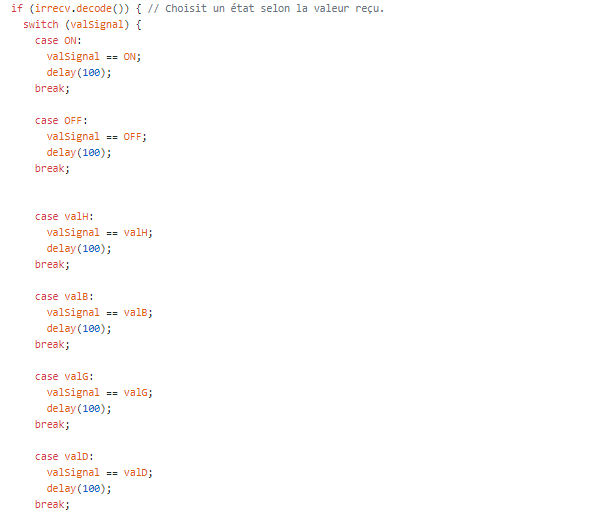 if (irrecv.decode()) { // Choisit un état selon la valeur reçu.
switch (valSignal) {
case ON:
valSignal == ON;
delay(100);
break;
case OFF:
valSignal == OFF;
delay(100);
break;
case valH:
valSignal == valH;
delay(100);
break;
case valB:
valSignal == valB;
delay(100);
break;
case valG:
valSignal == valG;
delay(100);
break;
case valD:
valSignal == valD;
delay(100);
break;